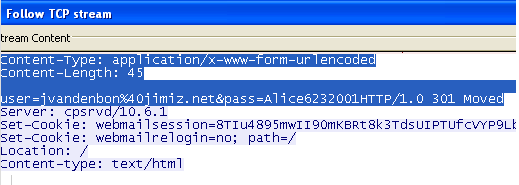 Follow TCP stream
tream Content
Content-Type: application/x-www-form-urlencoded
Content-Length: 45
user=jvandenbon%40jimiz.net&pass=Alice6232001HTTP/1.0 301 Moved
Server: cpsrvd/10.6.1
Set-Cookie: webmailsession=8TIu4895mwII90mKBRt8k3TdsUIPTUfcVYP9Lb
Set-Cookie: webmailrelogin=no; path=/
Location: /
Content-type: text/html